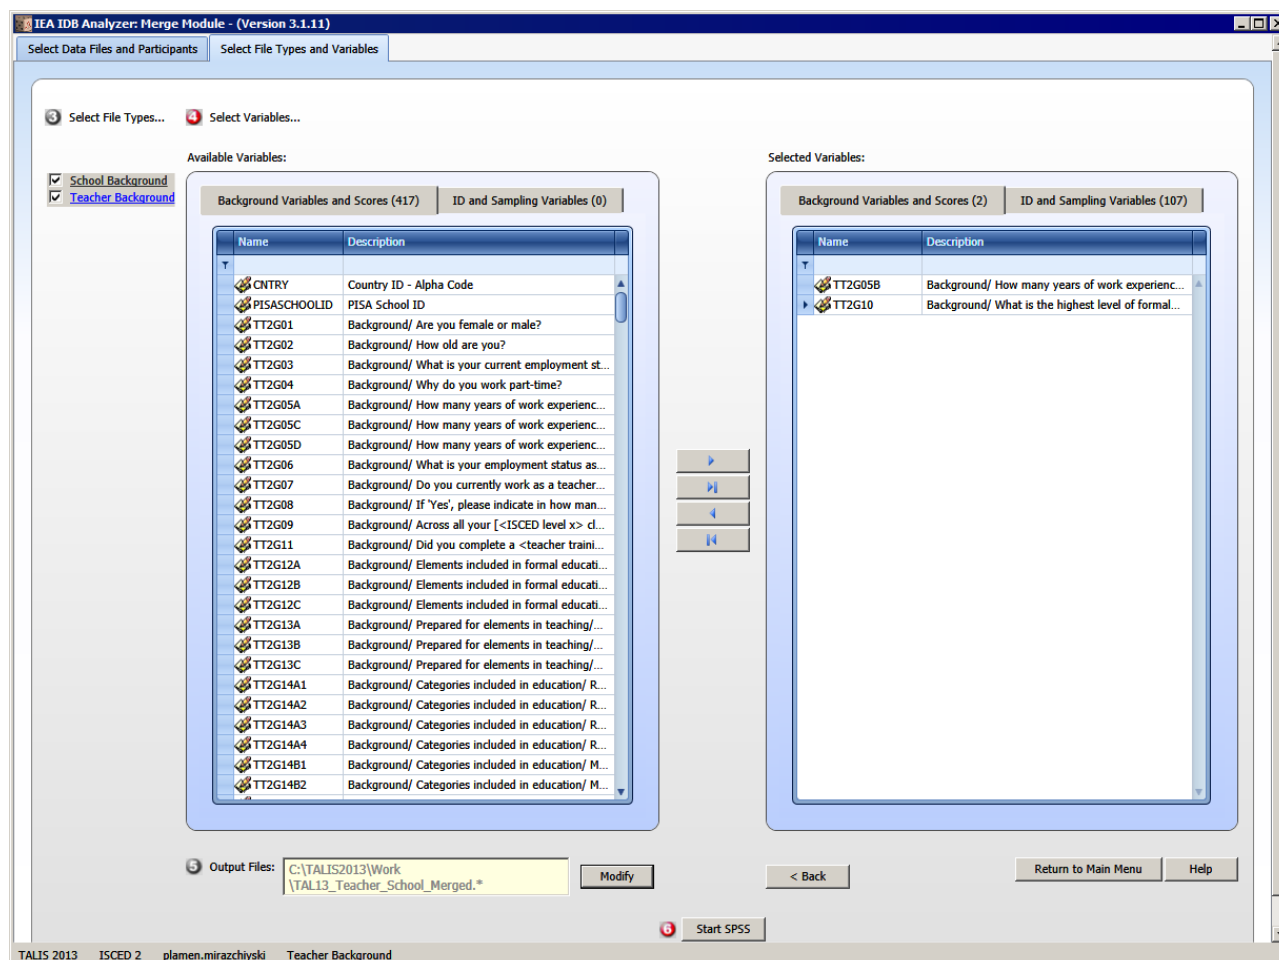 IEA IDB Analyzer: Merge Module - (Version 3.1.11)
Select Data Files and Participants
Select File Types and Variables
3 Select File Types...
4 Select Variables...
Available Variables:
Selected Variables:
School Background
Teacher Background
Background Variables and Scores (417)
ID and Sampling Variables (0)
Background Variables and Scores (2)
ID and Sampling Variables (107)
Name Description
CNTRY Country ID - Alpha Code
PISASCHOOLID PISA School ID
TT2G01 Background/ Are you female or male?
TT2G02 Background/ How old are you?
TT2G03 Background/ What is your current employment st...
TT2G04 Background/ Why do you work part-time?
TT2G05A Background/ How many years of work experienc...
TT2G05C Background/ How many years of work experienc...
TT2G05D Background/ How many years of work experienc...
TT2G06 Background/ What is your employment status as...
TT2G07 Background/ Do you currently work as a teacher...
TT2G08 Background/ If 'Yes', please indicate in how man...
TT2G09 Background/ Across all your [<ISCED level x> cl...
TT2G11 Background/ Did you complete a <teacher traini...
TT2G12A Background/ Elements included in formal educati...
TT2G12B Background/ Elements included in formal educati...
TT2G12C Background/ Elements included in formal educati...
TT2G13A Background/ Prepared for elements in teaching/...
TT2G13B Background/ Prepared for elements in teaching/...
TT2G13C Background/ Prepared for elements in teaching/...
TT2G14A1 Background/ Categories included in education/ R...
TT2G14A2 Background/ Categories included in education/ R...
TT2G14A3 Background/ Categories included in education/ R...
TT2G14A4 Background/ Categories included in education/ R...
TT2G14B1 Background/ Categories included in education/ M...
TT2G14B2 Background/ Categories included in education/ M...
Name Description
TT2G05B Background/ How many years of work experienc...
TT2G10 Background/ What is the highest level of formal...
5 Output Files:
C:\TALIS2013\Work
\TAL13_Teacher_School_Merged.*
Modify
< Back
Return to Main Menu
Help
6 Start SPSS
TALIS 2013 ISCED 2 plamen.mirazchiyski Teacher Background